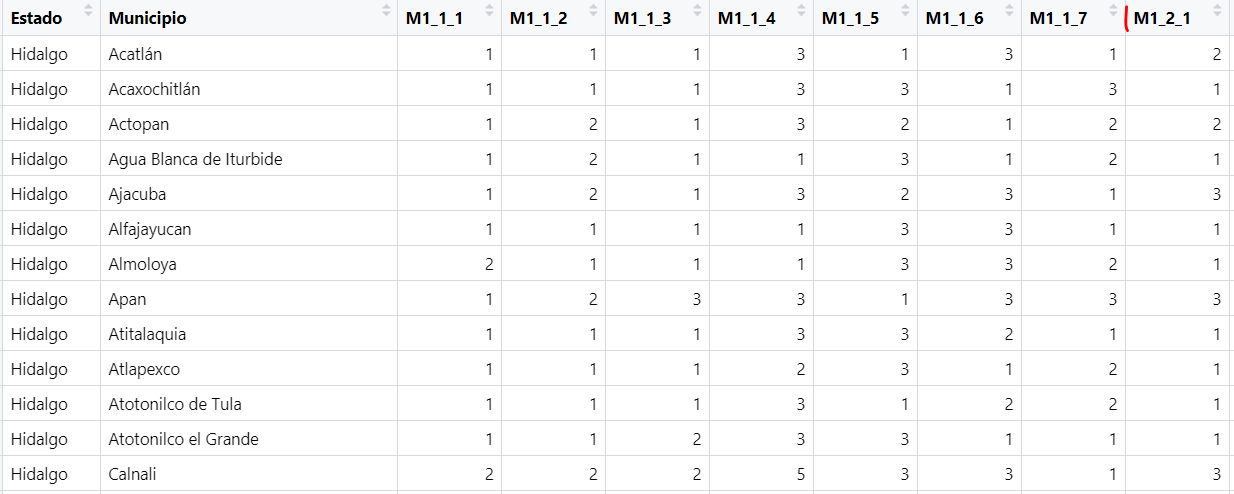 Estado Municipio M1_1_1 M1_1_2 M1_1_3 M1_1_4 M1_1_5 M1_1_6 M1_1_7 M1_2_1
Hidalgo Acatlán 1 1 1 3 1 3 1 2
Hidalgo Acaxochitlán 1 1 1 3 3 1 3 1
Hidalgo Actopan 1 2 1 3 2 1 2 2
Hidalgo Agua Blanca de Iturbide 1 2 1 1 3 1 2 1
Hidalgo Ajacuba 1 2 1 3 2 3 1 3
Hidalgo Alfajayucan 1 1 1 1 3 3 1 1
Hidalgo Almoloya 2 1 1 1 3 3 2 1
Hidalgo Apan 1 2 3 3 1 3 3 3
Hidalgo Atitalaquia 1 1 1 3 3 2 1 1
Hidalgo Atlapexco 1 1 1 2 3 1 2 1
Hidalgo Atotonilco de Tula 1 1 1 3 1 2 2 1
Hidalgo Atotonilco el Grande 1 1 2 3 3 1 1 1
Hidalgo Calnali 2 2 2 5 3 3 1 3